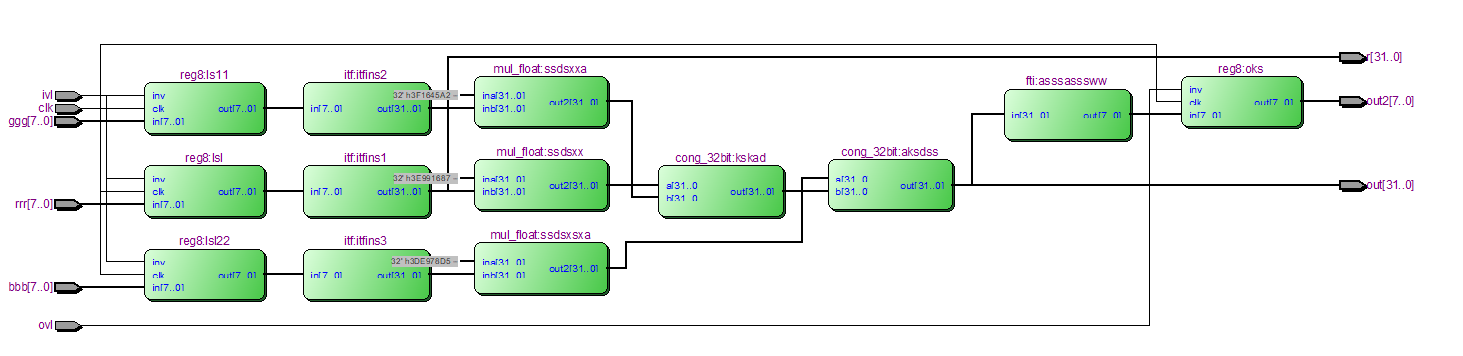 reg8:ls11
inv
clk
in[7..0]
out[7..0]
itf:itfins2
in[7..0]
out[31..0]
32' h3F1645A2 --
mul_float:ssdsxxa
ina[31..0]
inb[31..0]
out2[31..0]
fti:asssasssww
in[31..0]
out[7..0]
reg8:oks
inv
clk
in[7..0]
out[7..0]
r[31..0]
out2[7..0]
ivl
clk
ggg[7..0]
reg8:lsl
inv
clk
in[7..0]
out[7..0]
itf:itfins1
in[7..0]
out[31..0]
32' h3E991687 --
mul_float:ssdsxx
ina[31..0]
inb[31..0]
out2[31..0]
cong_32bit:kskad
a[31..0]
b[31..0]
out[31..0]
cong_32bit:aksdss
a[31..0]
b[31..0]
out[31..0]
out[31..0]
rrr[7..0]
reg8:lsl22
inv
clk
in[7..0]
out[7..0]
itf:itfins3
in[7..0]
out[31..0]
32' h3DE978D5 --
mul_float:ssdsxsxa
ina[31..0]
inb[31..0]
out2[31..0]
bbb[7..0]
ovl